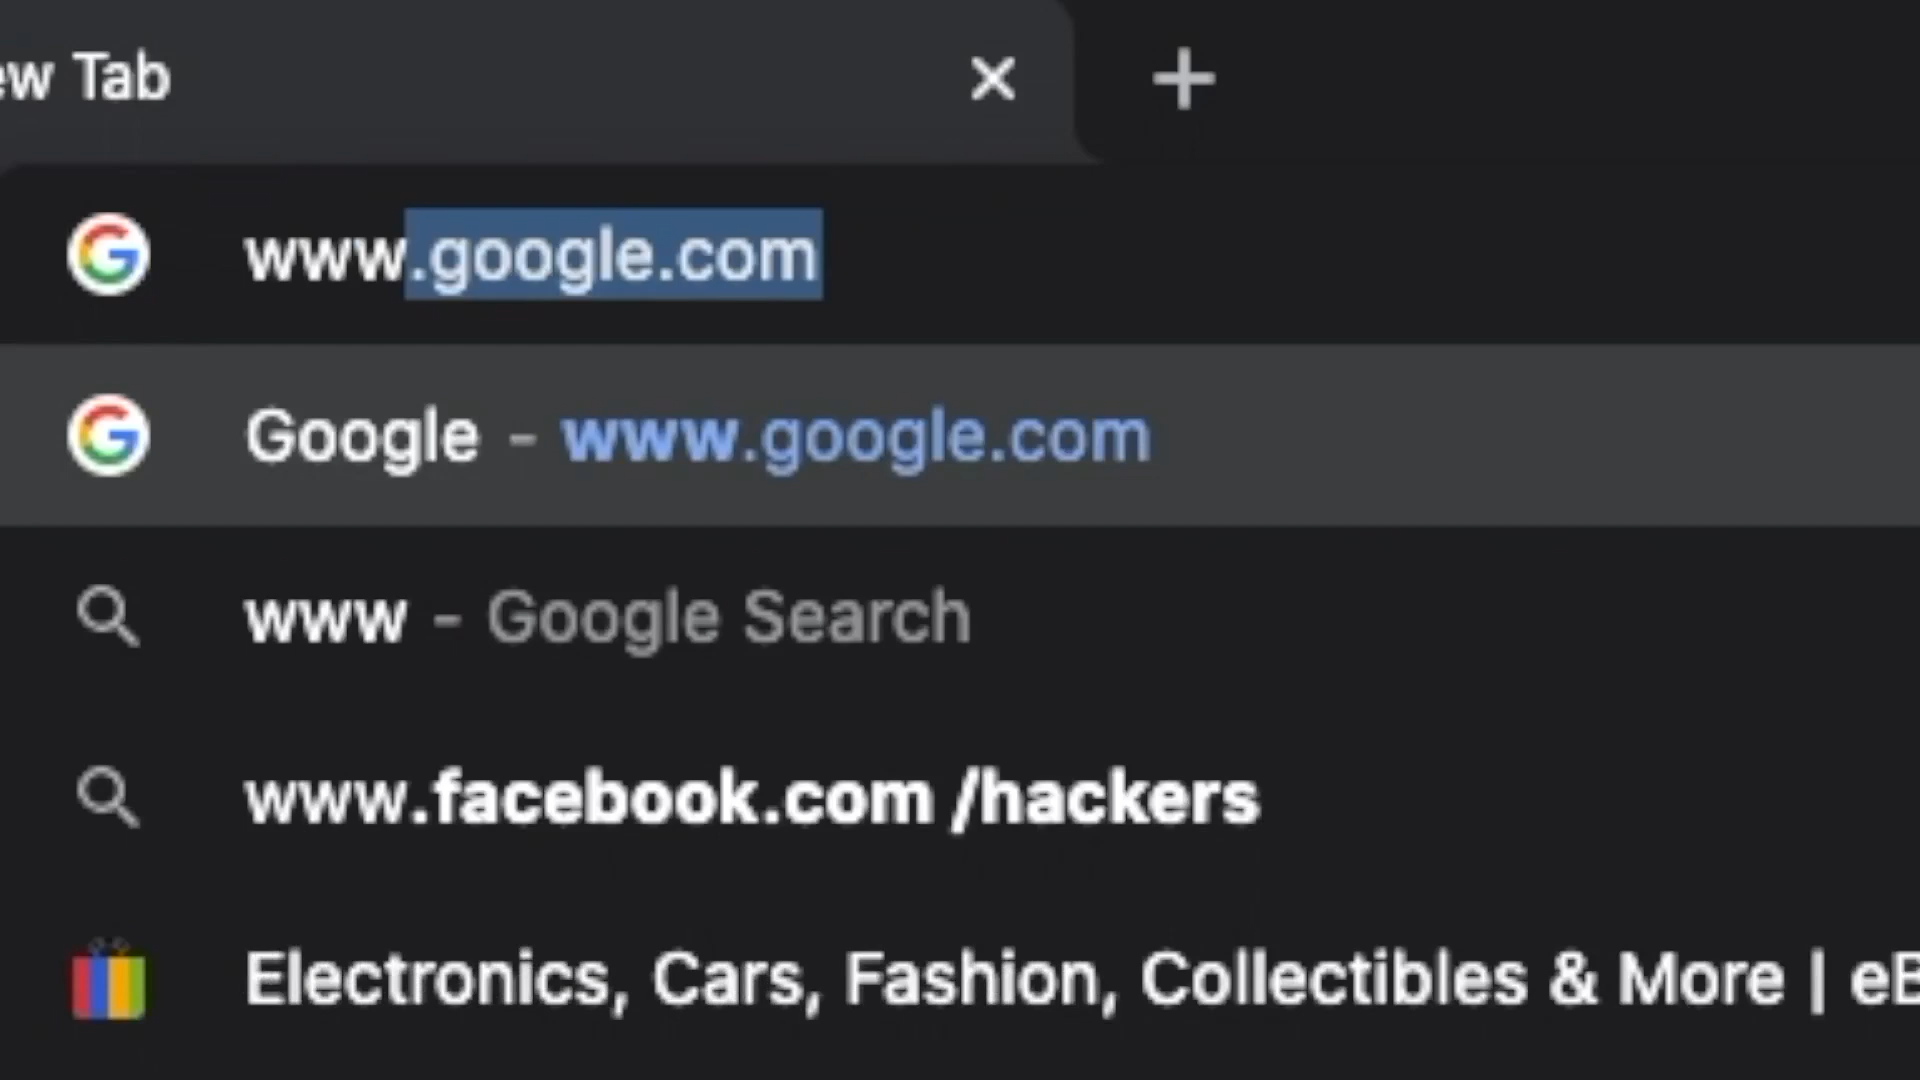 ew Tab
www.google.com
Google - www.google.com
www - Google Search
www.facebook.com /hackers
Electronics, Cars, Fashion, Collectibles & More | eB